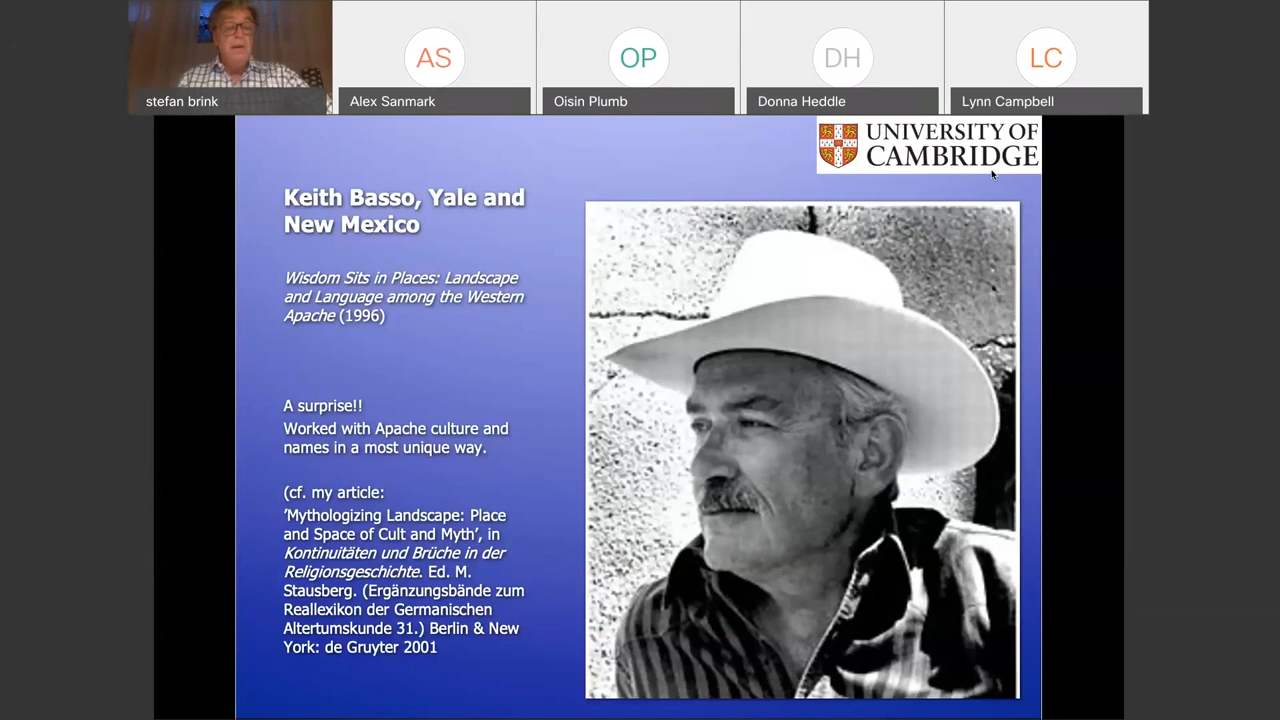 AS
OP
DH
LC
stefan brink
Alex Sanmark
Oisin Plumb
Donna Heddle
Lynn Campbell
UNIVERSITY OF
CAMBRIDGE
Keith Basso, Yale and
New Mexico
Wisdom Sits in Places: Landscape
and Language among the Western
Apache (1996)
A surprise!!
Worked with Apache culture and
names in a most unique way.
(cf. my article:
’Mythologizing Landscape: Place
and Space of Cult and Myth’, in
Kontinuitäten und Brüche in der
Religionsgeschichte. Ed. M.
Stausberg. (Ergänzungsbände zum
Reallexikon der Germanischen
Altertumskunde 31.) Berlin & New
York: de Gruyter 2001